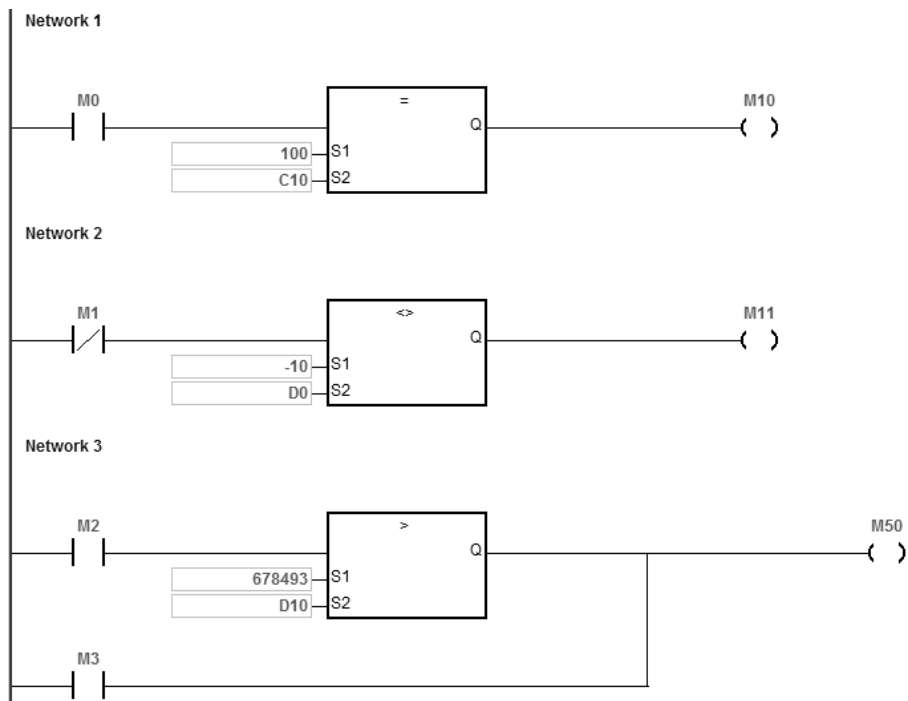 Network 1
M0
=
M10
Q
100 S1
C10 S2
Network 2
M1
<>
M11
Q
-10 S1
D0 S2
Network 3
M2
>
M50
Q
678493 S1
D10 S2
M3